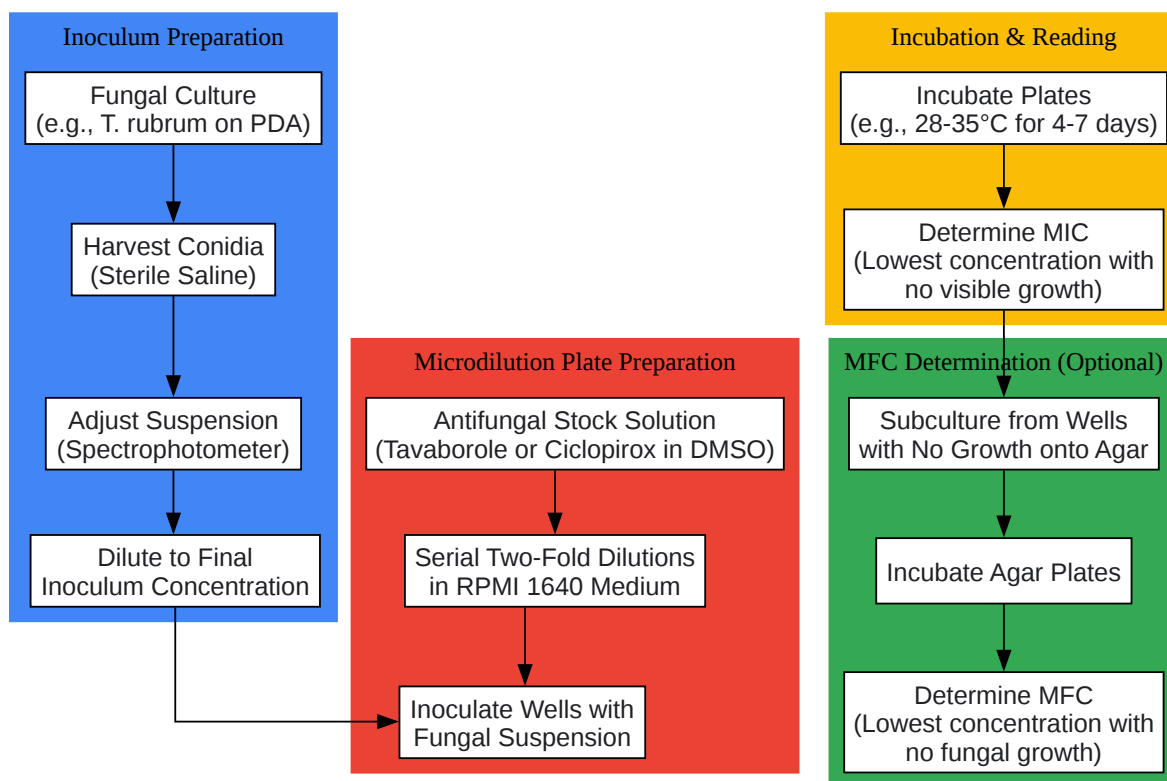 Inoculum Preparation
Fungal Culture
(e.g., T. rubrum on PDA)
Harvest Conidia
(Sterile Saline)
Adjust Suspension
(Spectrophotometer)
Dilute to Final
Inoculum Concentration
Microdilution Plate Preparation
Antifungal Stock Solution
(Tavaborole or Ciclopirox in DMSO)
Serial Two-Fold Dilutions
in RPMI 1640 Medium
Inoculate Wells with
Fungal Suspension
Incubation & Reading
Incubate Plates
(e.g., 28-35°C for 4-7 days)
Determine MIC
(Lowest concentration with
no visible growth)
MFC Determination (Optional)
Subculture from Wells
with No Growth onto Agar
Incubate Agar Plates
Determine MFC
(Lowest concentration with
no fungal growth)